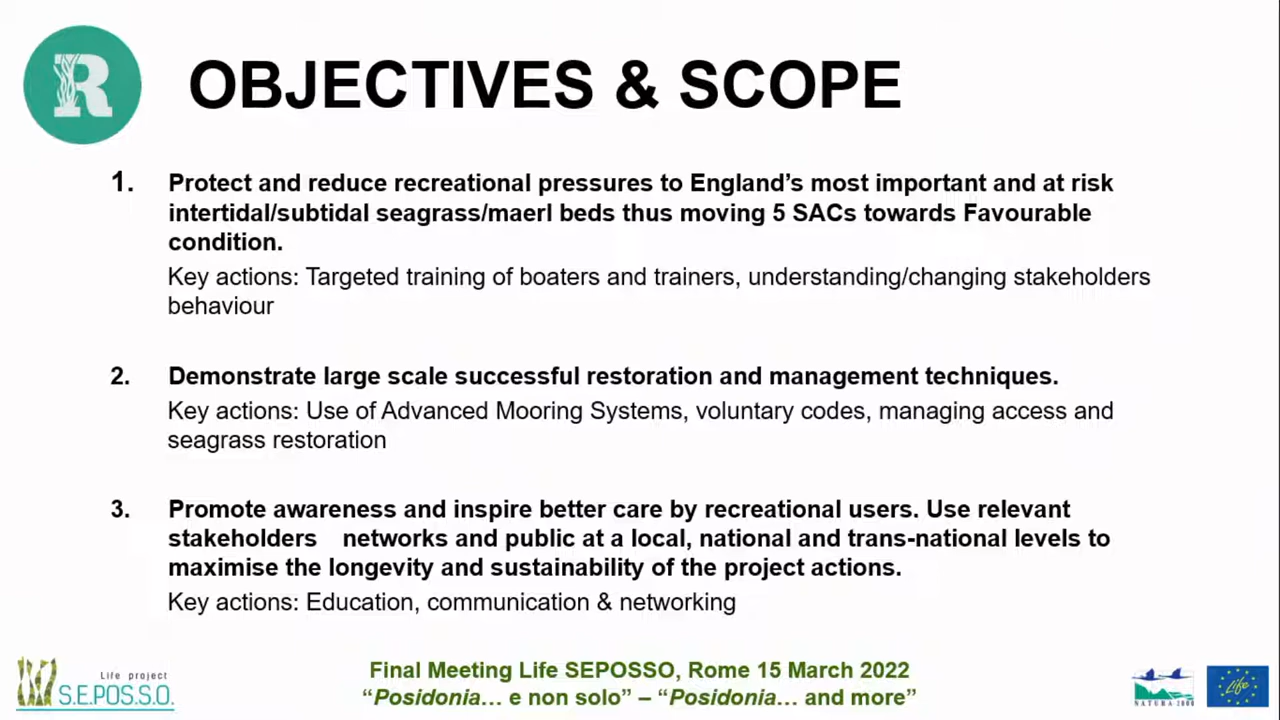 R
OBJECTIVES & SCOPE
1. Protect and reduce recreational pressures to England’s most important and at risk
intertidal/subtidal seagrass/maerl beds thus moving 5 SACs towards Favourable
condition.
Key actions: Targeted training of boaters and trainers, understanding/changing stakeholders
behaviour
2. Demonstrate large scale successful restoration and management techniques.
Key actions: Use of Advanced Mooring Systems, voluntary codes, managing access and
seagrass restoration
3. Promote awareness and inspire better care by recreational users. Use relevant
stakeholders networks and public at a local, national and trans-national levels to
maximise the longevity and sustainability of the project actions.
Key actions: Education, communication & networking
Life project
S.E.POS.S.O.
Final Meeting Life SEPOSSO, Rome 15 March 2022
“Posidonia… e non solo” – “Posidonia… and more”
NATURA 2000
Life